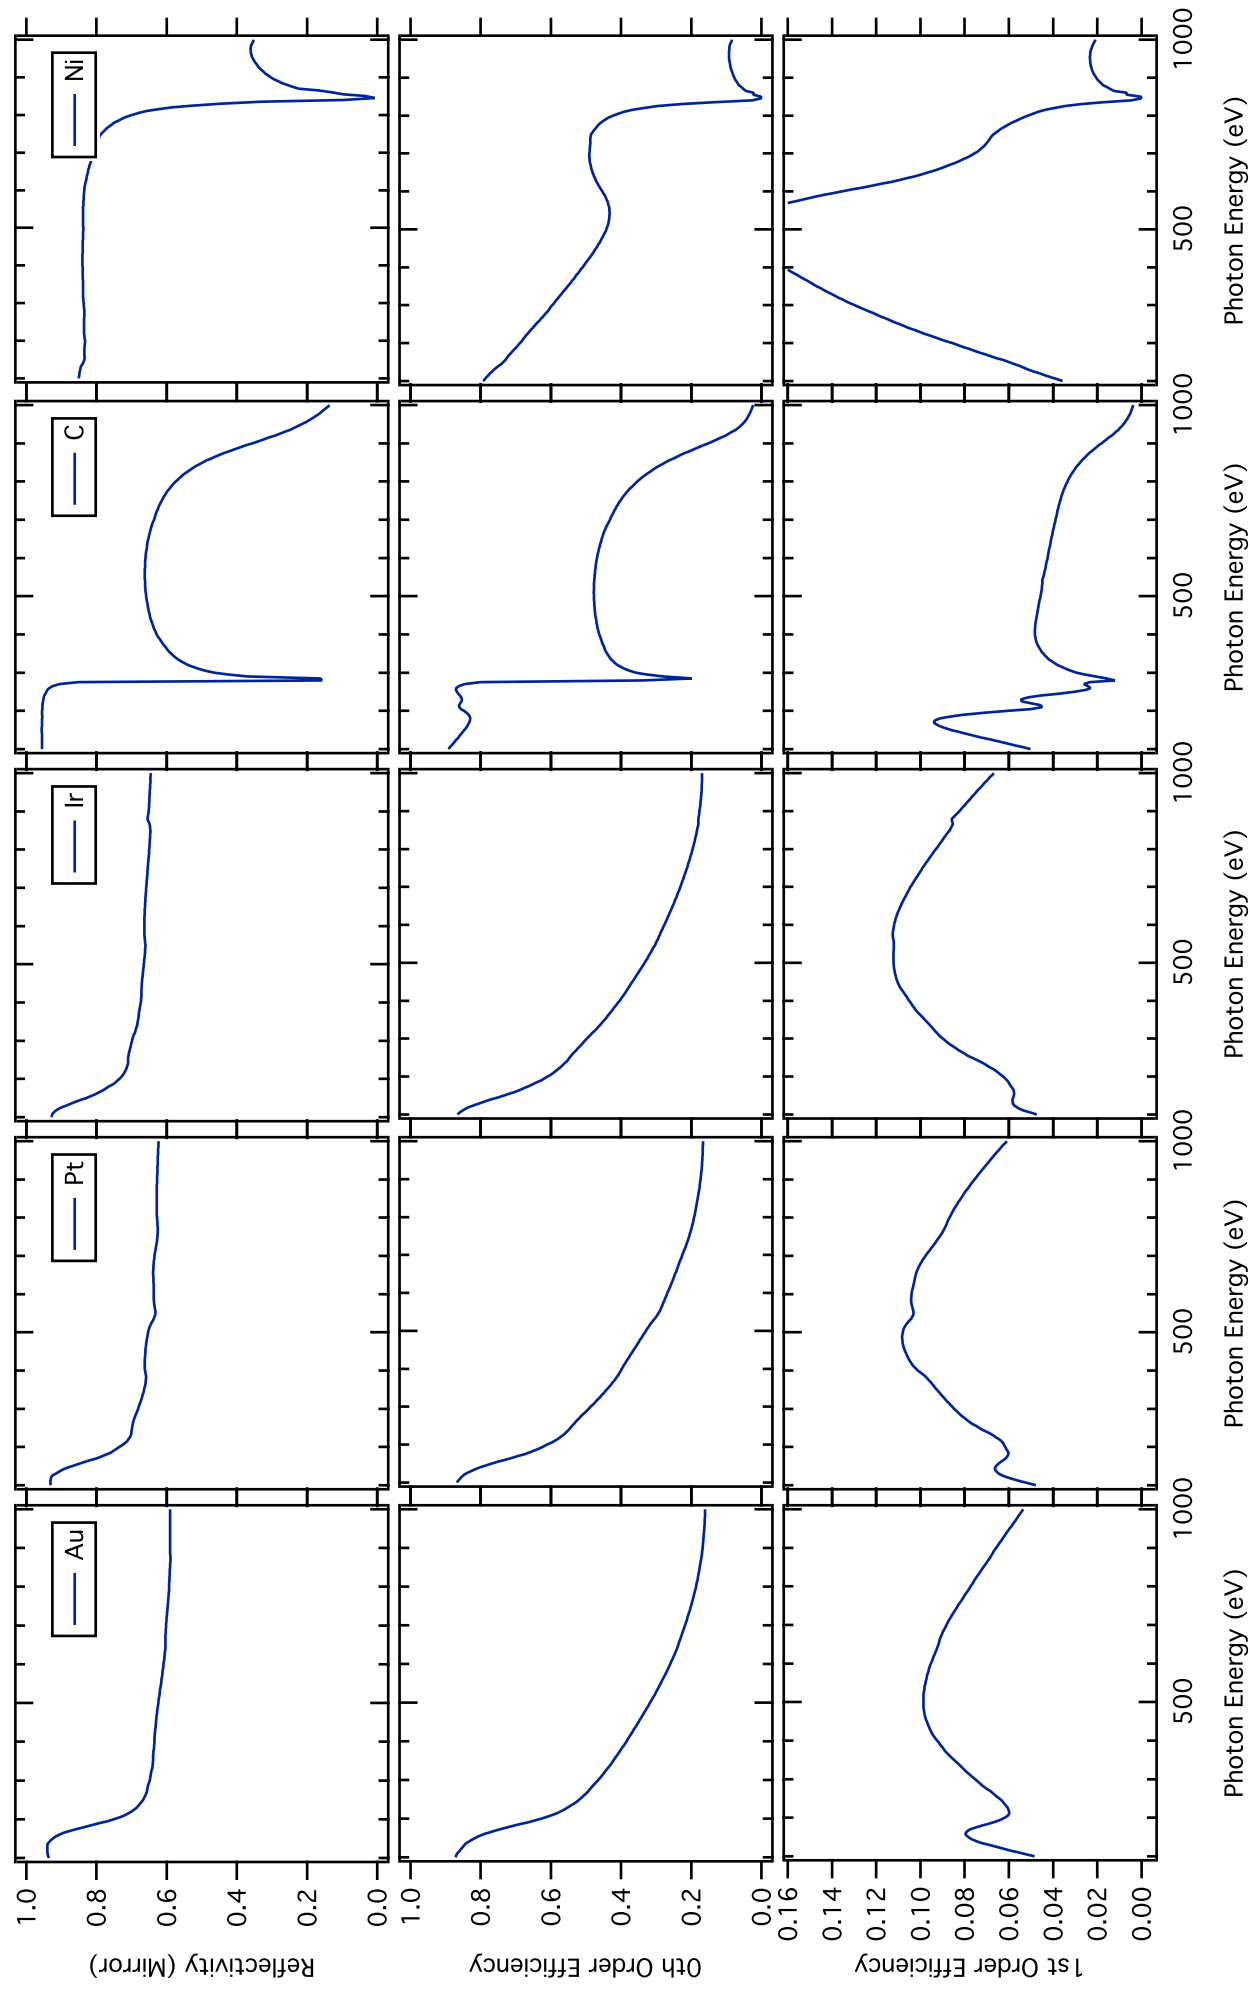 Reflectivity (Mirror)
1.0
0.8
0.6
0.4
0.2
0.0
Au
Pt
Ir
C
Ni
0th Order Efficiency
1.0
0.8
0.6
0.4
0.2
0.0
1st Order Efficiency
0.16
0.14
0.12
0.10
0.08
0.06
0.04
0.02
0.00
500 1000 500 1000 500 1000 500 1000 500 1000
Photon Energy (eV) Photon Energy (eV) Photon Energy (eV) Photon Energy (eV) Photon Energy (eV)